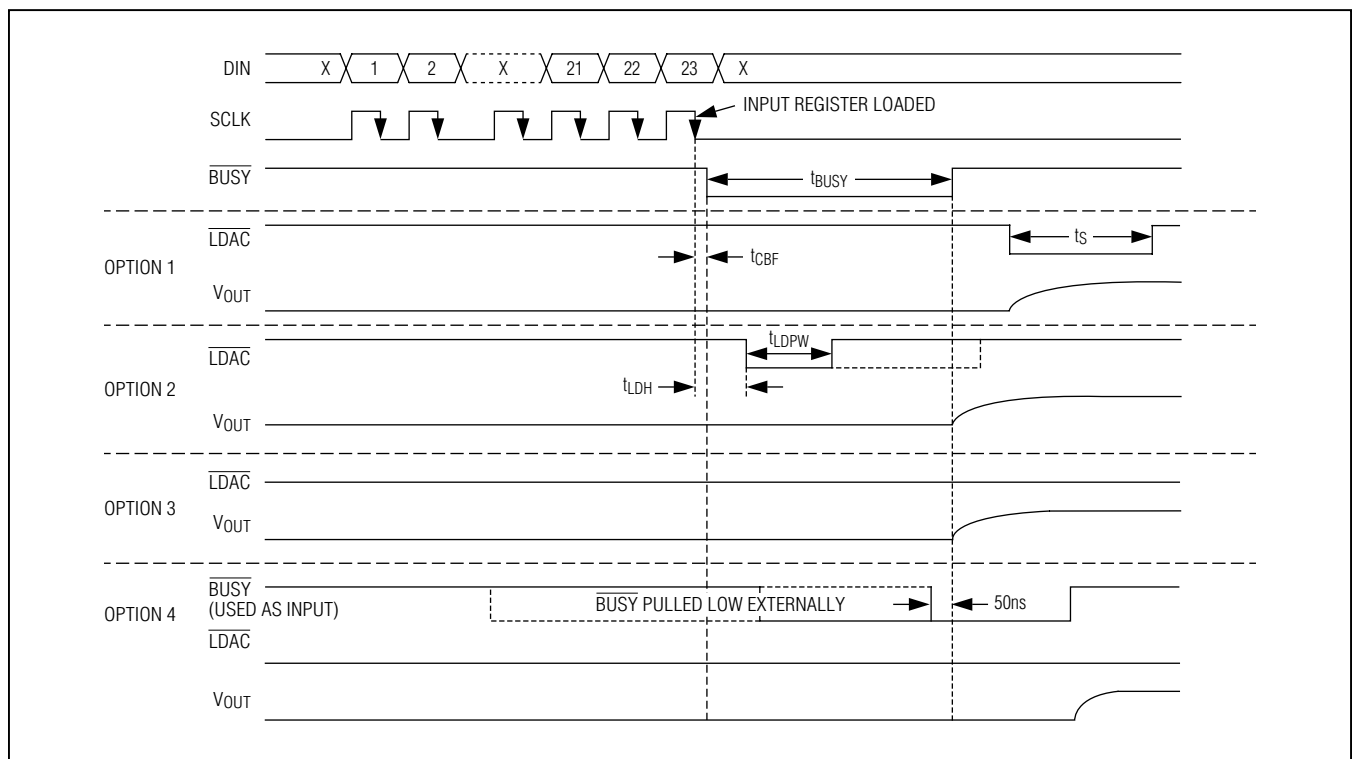 DIN X 1 2 X 21 22 23 X
SCLK INPUT REGISTER LOADED
BUSY tBUSY
OPTION 1
LDAC tS
tCBF
VOUT
OPTION 2
LDAC tLDPW
tLDH
VOUT
OPTION 3
LDAC
VOUT
OPTION 4
BUSY
(USED AS INPUT) BUSY PULLED LOW EXTERNALLY 50ns
LDAC
VOUT